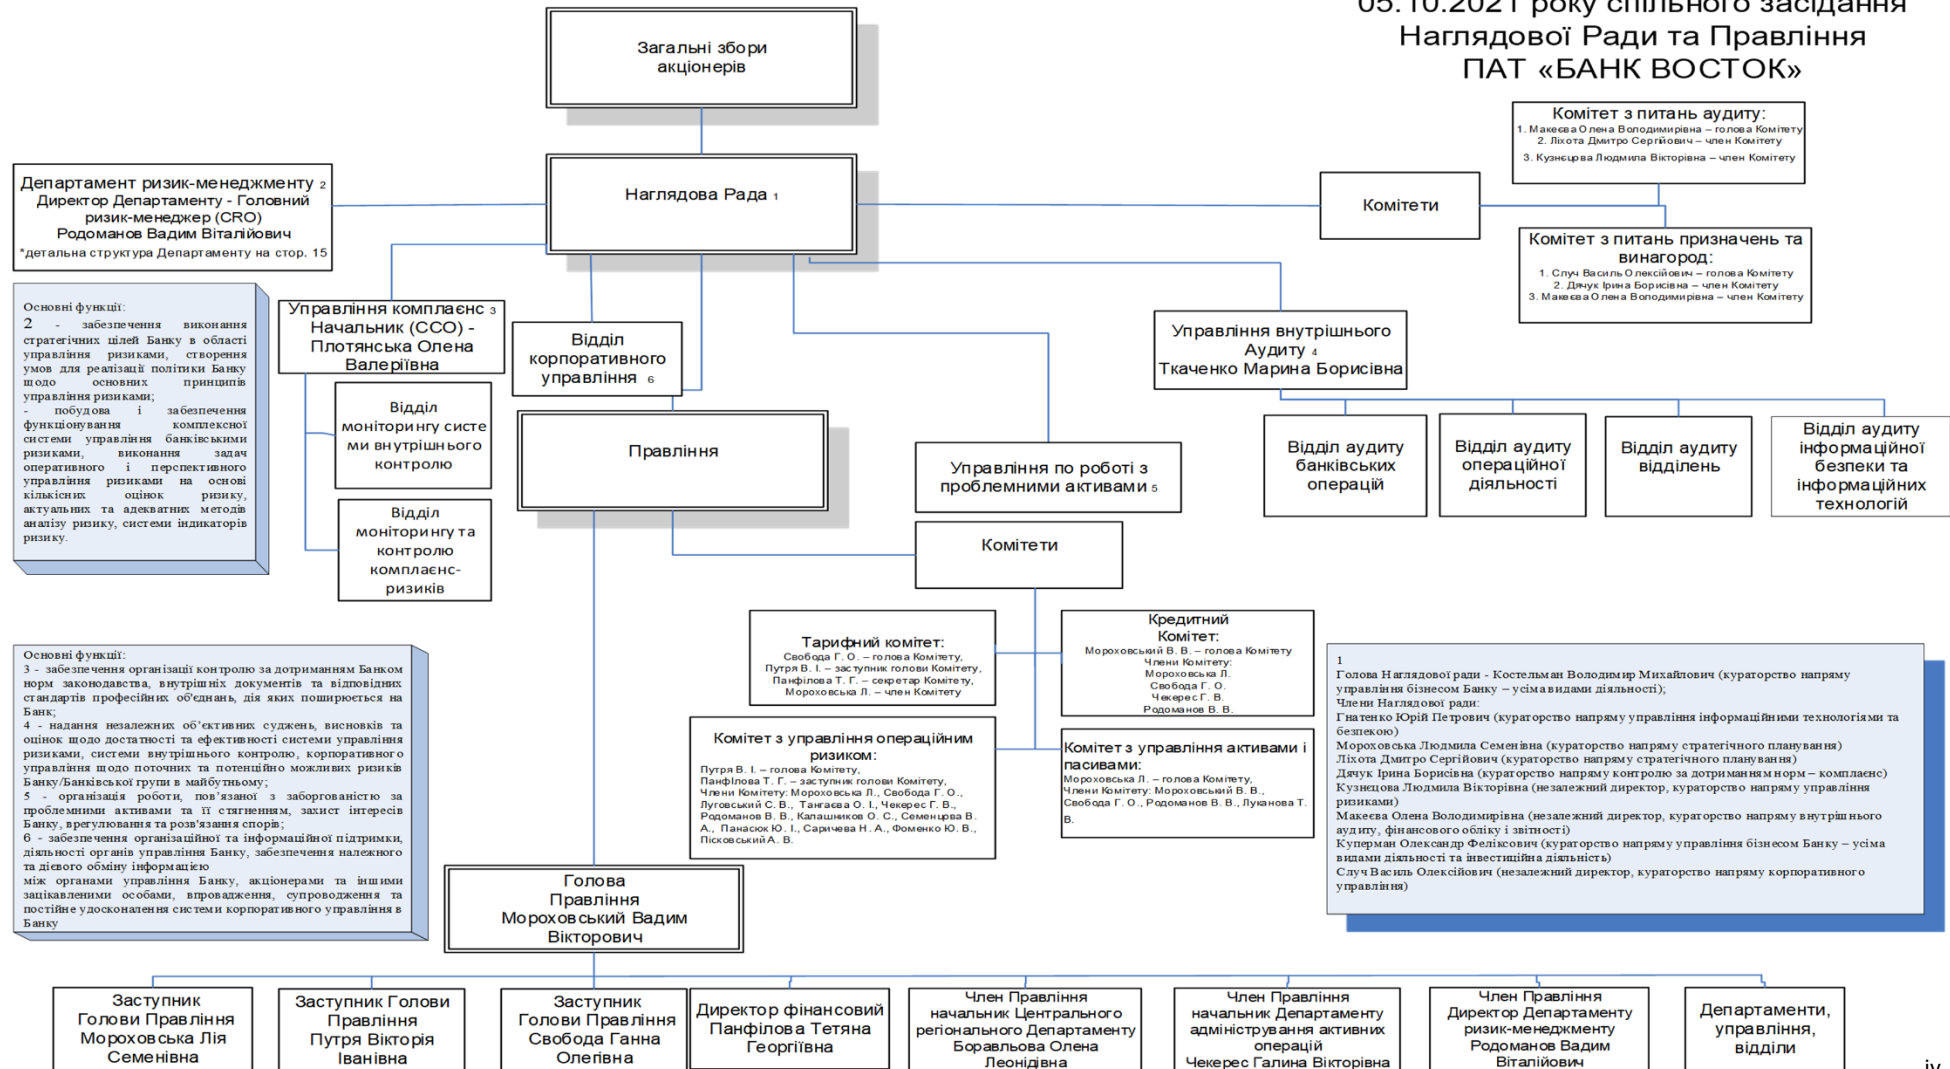 05.10.2021 року спільного засідання
Наглядової Ради та Правління
ПАТ «БАНК ВОСТОК»
Загальні збори
акціонерів
Комітет з питань аудиту:
1. Макеєва Олена Володимирівна – голова Комітету
2. Ліхота Дмитро Сергійович – член Комітету
3. Кузнєцова Людмила Вікторівна – член Комітету
Департамент ризик-менеджменту 2
Директор Департаменту - Головний
ризик-менеджер (CRO)
Родоманов Вадим Віталійович
*детальна структура Департаменту на стор. 15
Наглядова Рада 1
Комітети
Комітет з питань призначень та
винагород:
1. Случ Василь Олексійович – голова Комітету
2. Дячук Ірина Борисівна – член Комітету
3. Макеєва Олена Володимирівна – член Комітету
Основні функції:
2 - забезпечення виконання
стратегічних цілей Банку в області
управління ризиками, створення
умов для реалізації політики Банку
щодо основних принципів
управління ризиками;
- побудова і забезпечення
функціонування комплексної
системи управління банківськими
ризиками, виконання задач
оперативного і перспективного
управління ризиками на основі
кількісних оцінок ризику,
актуальних та адекватних методів
аналізу ризику, системи індикаторів
ризику.
Управління комплаєнс 3
Начальник (ССО) -
Плотянська Олена
Валеріївна
Відділ
корпоративного
управління 6
Управління внутрішнього
Аудиту 4
Ткаченко Марина Борисівна
Відділ
моніторингу систе
ми внутрішнього
контролю
Правління
Управління по роботі з
проблемними активами 5
Відділ аудиту
банківських
операцій
Відділ аудиту
операційної
діяльності
Відділ аудиту
відділень
Відділ аудиту
інформаційної
безпеки та
інформаційних
технологій
Відділ
моніторингу та
контролю
комплаєнс-
ризиків
Комітети
Тарифний комітет:
Свобода Г. О. – голова Комітету,
Путря В. І. – заступник голови Комітету,
Панфілова Т. Г. – секретар Комітету,
Мороховська Л. – член Комітету
Кредитний
Комітет:
Мороховський В. В. – голова Комітету
Члени Комітету:
Мороховська Л.
Свобода Г. О.
Чекерес Г. В.
Родоманов В. В.
Комітет з управління операційним
ризиком:
Путря В. І. – голова Комітету,
Панфілова Т. Г. – заступник голови Комітету,
Члени Комітету: Мороховська Л., Свобода Г. О.,
Луговський С. В., Тангаєва О. І., Чекерес Г. В.,
Родоманов В. В., Калашников О. С., Семенцова В.
А., Панасюк Ю. І., Саричева Н. А., Фоменко Ю. В.,
Пісковський А. В.
Комітет з управління активами і
пасивами:
Мороховська Л. – голова Комітету,
Члени Комітету: Мороховський В. В.,
Свобода Г. О., Родоманов В. В., Луканова Т.
В.
Основні функції:
3 - забезпечення організації контролю за дотриманням Банком
норм законодавства, внутрішніх документів та відповідних
стандартів професійних об'єднань, дія яких поширюється на
Банк;
4 - надання незалежних об'єктивних суджень, висновків та
оцінок щодо достатності та ефективності системи управління
ризиками, системи внутрішнього контролю, корпоративного
управління щодо поточних та потенційно можливих ризиків
Банку/Банківської групи в майбутньому;
5 - організація роботи, пов'язаної з заборгованістю за
проблемними активами та її стягненням, захист інтересів
Банку, врегулювання та розв'язання спорів;
6 - забезпечення організаційної та інформаційної підтримки,
діяльності органів управління Банку, забезпечення належного
та дієвого обміну інформацією
між органами управління Банку, акціонерами та іншими
зацікавленими особами, впровадження, супроводження та
постійне удосконалення системи корпоративного управління в
Банку
1
Голова Наглядової ради - Костельман Володимир Михайлович (кураторство напряму
управління бізнесом Банку – усіма видами діяльності);
Члени Наглядової ради:
Гнатенко Юрій Петрович (кураторство напряму управління інформаційними технологіями та
безпекою)
Мороховська Людмила Семенівна (кураторство напряму стратегічного планування)
Ліхота Дмитро Сергійович (кураторство напряму стратегічного планування)
Дячук Ірина Борисівна (кураторство напряму контролю за дотриманням норм – комплаєнс)
Кузнєцова Людмила Вікторівна (незалежний директор, кураторство напряму управління
ризиками)
Макеєва Олена Володимирівна (незалежний директор, кураторство напряму внутрішнього
аудиту, фінансового обліку і звітності)
Куперман Олександр Феліксович (кураторство напряму управління бізнесом Банку – усіма
видами діяльності та інвестиційна діяльність)
Случ Василь Олексійович (незалежний директор, кураторство напряму корпоративного
управління)
Голова
Правління
Мороховський Вадим
Вікторович
Заступник
Голови Правління
Мороховська Лія
Семенівна
Заступник Голови
Правління
Путря Вікторія
Іванівна
Заступник
Голови Правління
Свобода Ганна
Олегівна
Директор фінансовий
Панфілова Тетяна
Георгіївна
Член Правління
начальник Центрального
регіонального Департаменту
Боравльова Олена
Леонідівна
Член Правління
начальник Департаменту
адміністрування активних
операцій
Чекерес Галина Вікторівна
Член Правління
Директор Департаменту
ризик-менеджменту
Родоманов Вадим
Віталійович
Департаменти,
управління,
відділи
iv